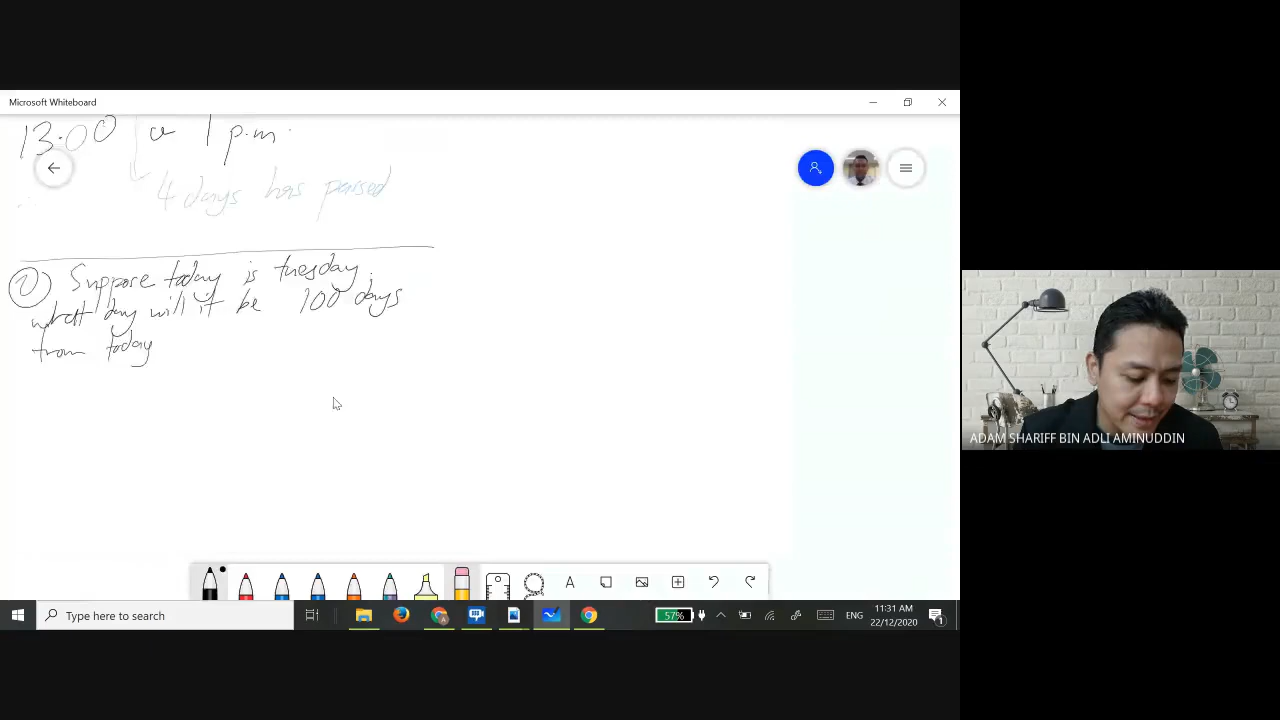 Microsoft Whiteboard
13:00 or 1 p.m.
4 days has passed
② Suppose today is tuesday.
what day will it be 100 days
from today
ADAM SHARIFF BIN ADLI AMINUDDIN
A
Type here to search
57%
ENG
11:31 AM
22/12/2020
1